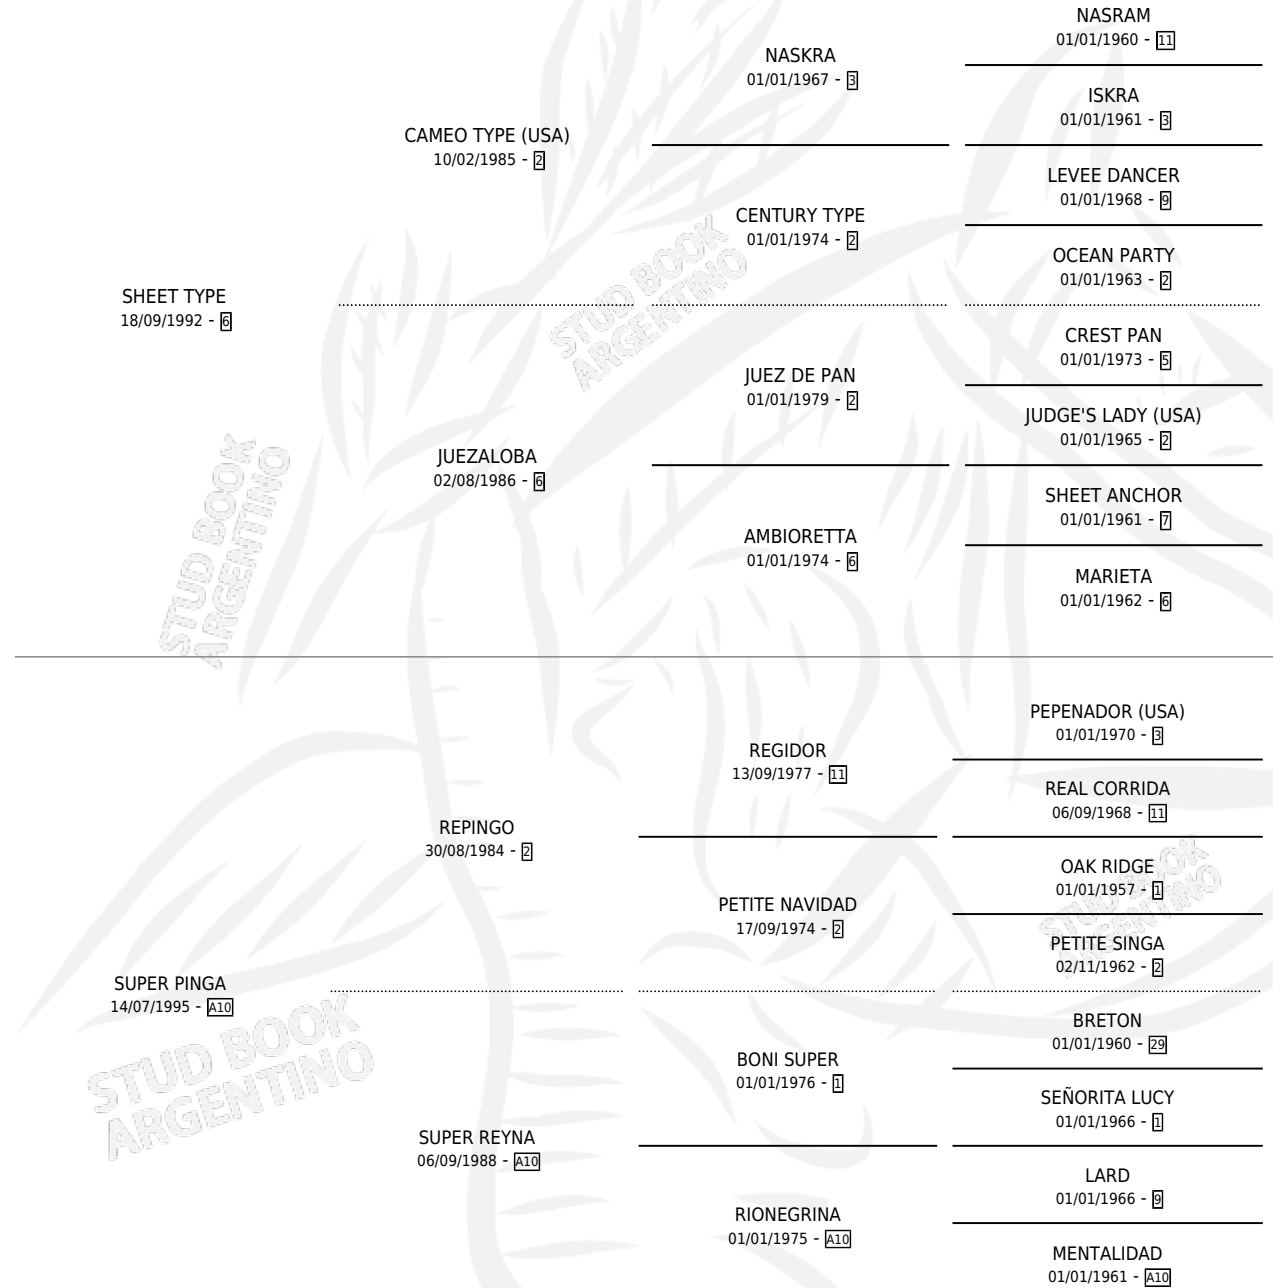 NASRAM
01/01/1960 - 11
NASKRA
01/01/1967 - 3
ISKRA
01/01/1961 - 3
CAMEO TYPE (USA)
10/02/1985 - 2
LEVEE DANCER
01/01/1968 - 9
CENTURY TYPE
01/01/1974 - 2
OCEAN PARTY
01/01/1963 - 2
SHEET TYPE
18/09/1992 - 6
STUD BOOK
ARGENTINO
CREST PAN
01/01/1973 - 5
JUEZ DE PAN
01/01/1979 - 2
JUDGE'S LADY (USA)
01/01/1965 - 2
JUEZALOBA
02/08/1986 - 6
SHEET ANCHOR
01/01/1961 - 7
AMBIORETTA
01/01/1974 - 6
MARIETA
01/01/1962 - 6
STUD BOOK
ARGENTINO
PEPENADOR (USA)
01/01/1970 - 3
REGIDOR
13/09/1977 - 11
REAL CORRIDA
06/09/1968 - 11
REPINGO
30/08/1984 - 2
OAK RIDGE
01/01/1957 - 1
PETITE NAVIDAD
17/09/1974 - 2
STUD BOOK
ARGENTINO
PETITE SINGA
02/11/1962 - 2
SUPER PINGA
14/07/1995 - A10
BRETON
01/01/1960 - 29
BONI SUPER
01/01/1976 - 1
SEÑORITA LUCY
01/01/1966 - 1
STUD BOOK
ARGENTINO
SUPER REYNA
06/09/1988 - A10
LARD
01/01/1966 - 9
RIONEGRINA
01/01/1975 - A10
MENTALIDAD
01/01/1961 - A10